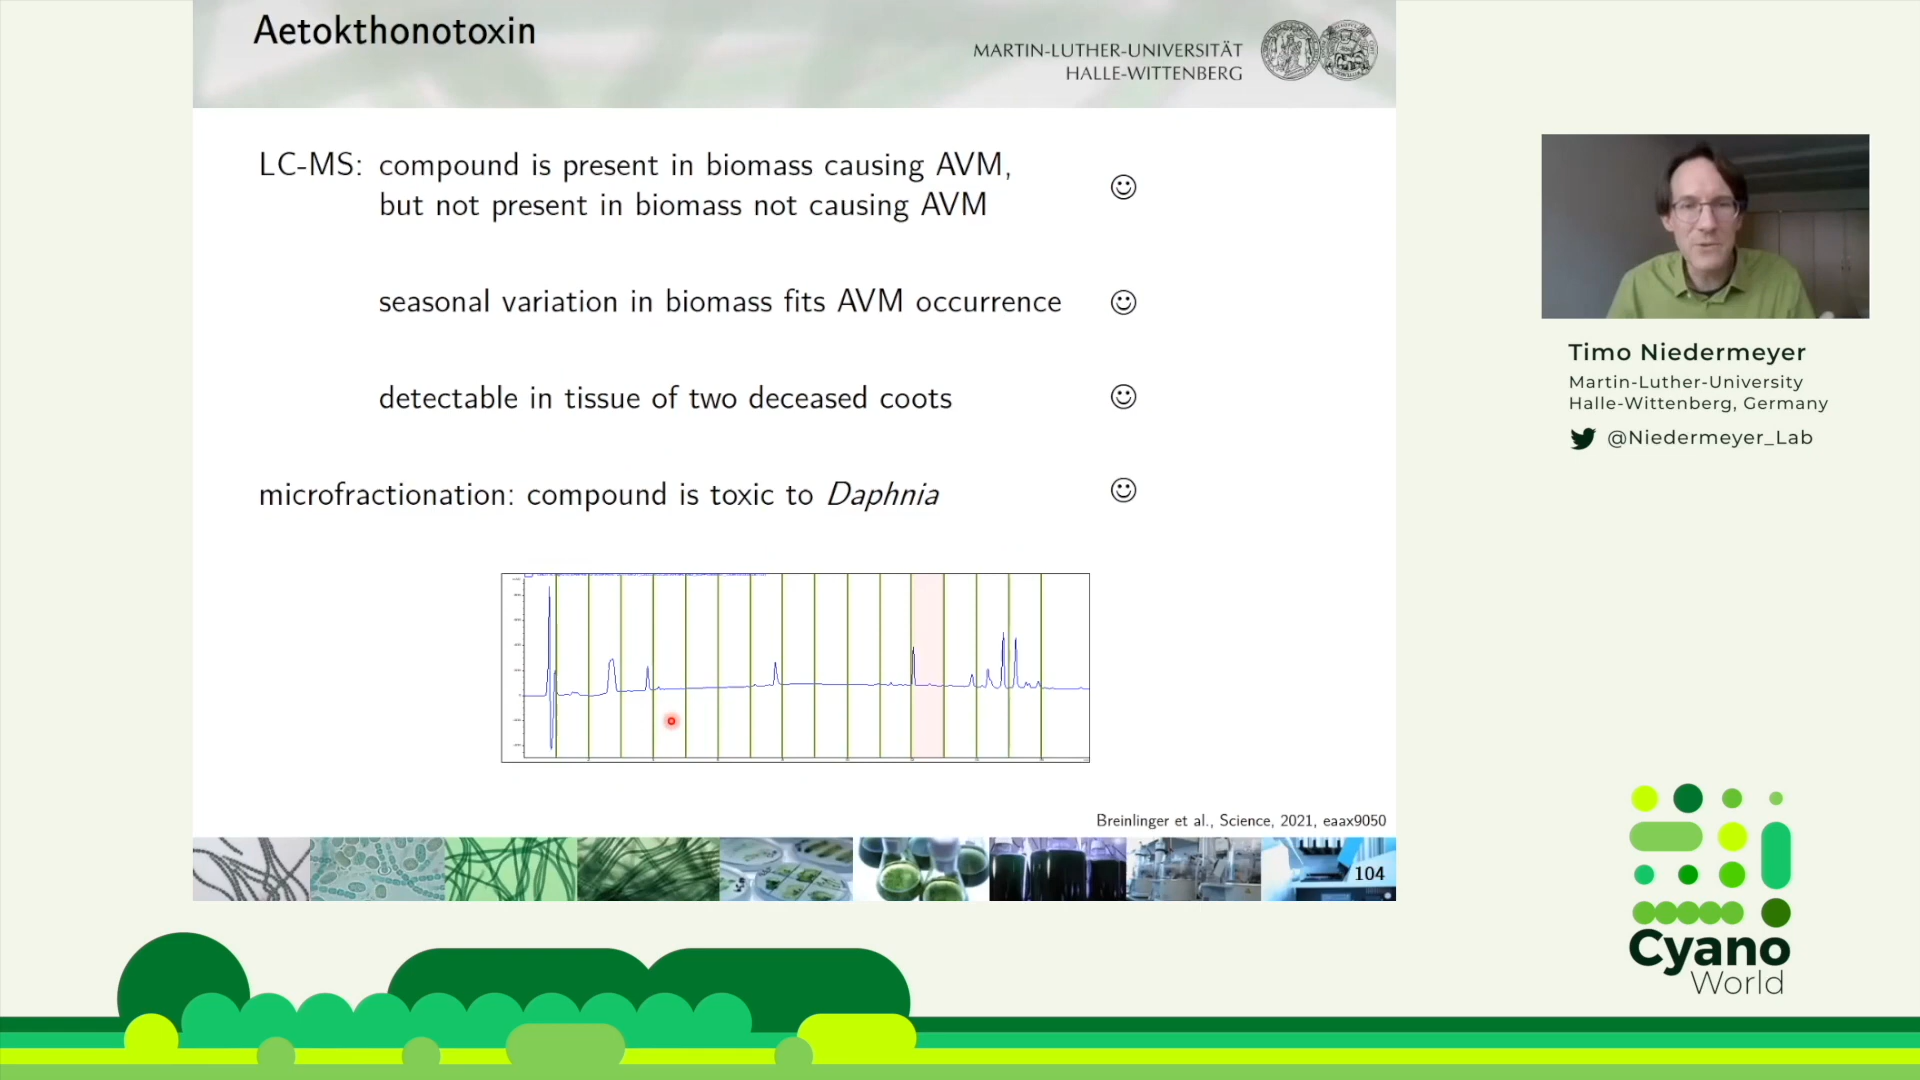 Aetokthonotoxin
MARTIN-LUTHER-UNIVERSITÄT
HALLE-WITTENBERG
LC-MS: compound is present in biomass causing AVM,
but not present in biomass not causing AVM
seasonal variation in biomass fits AVM occurrence
detectable in tissue of two deceased coots
microfractionation: compound is toxic to Daphnia
Breinlinger et al., Science, 2021, eaax9050
104
Timo Niedermeyer
Martin-Luther-University
Halle-Wittenberg, Germany
@Niedermeyer_Lab
Cyano
World